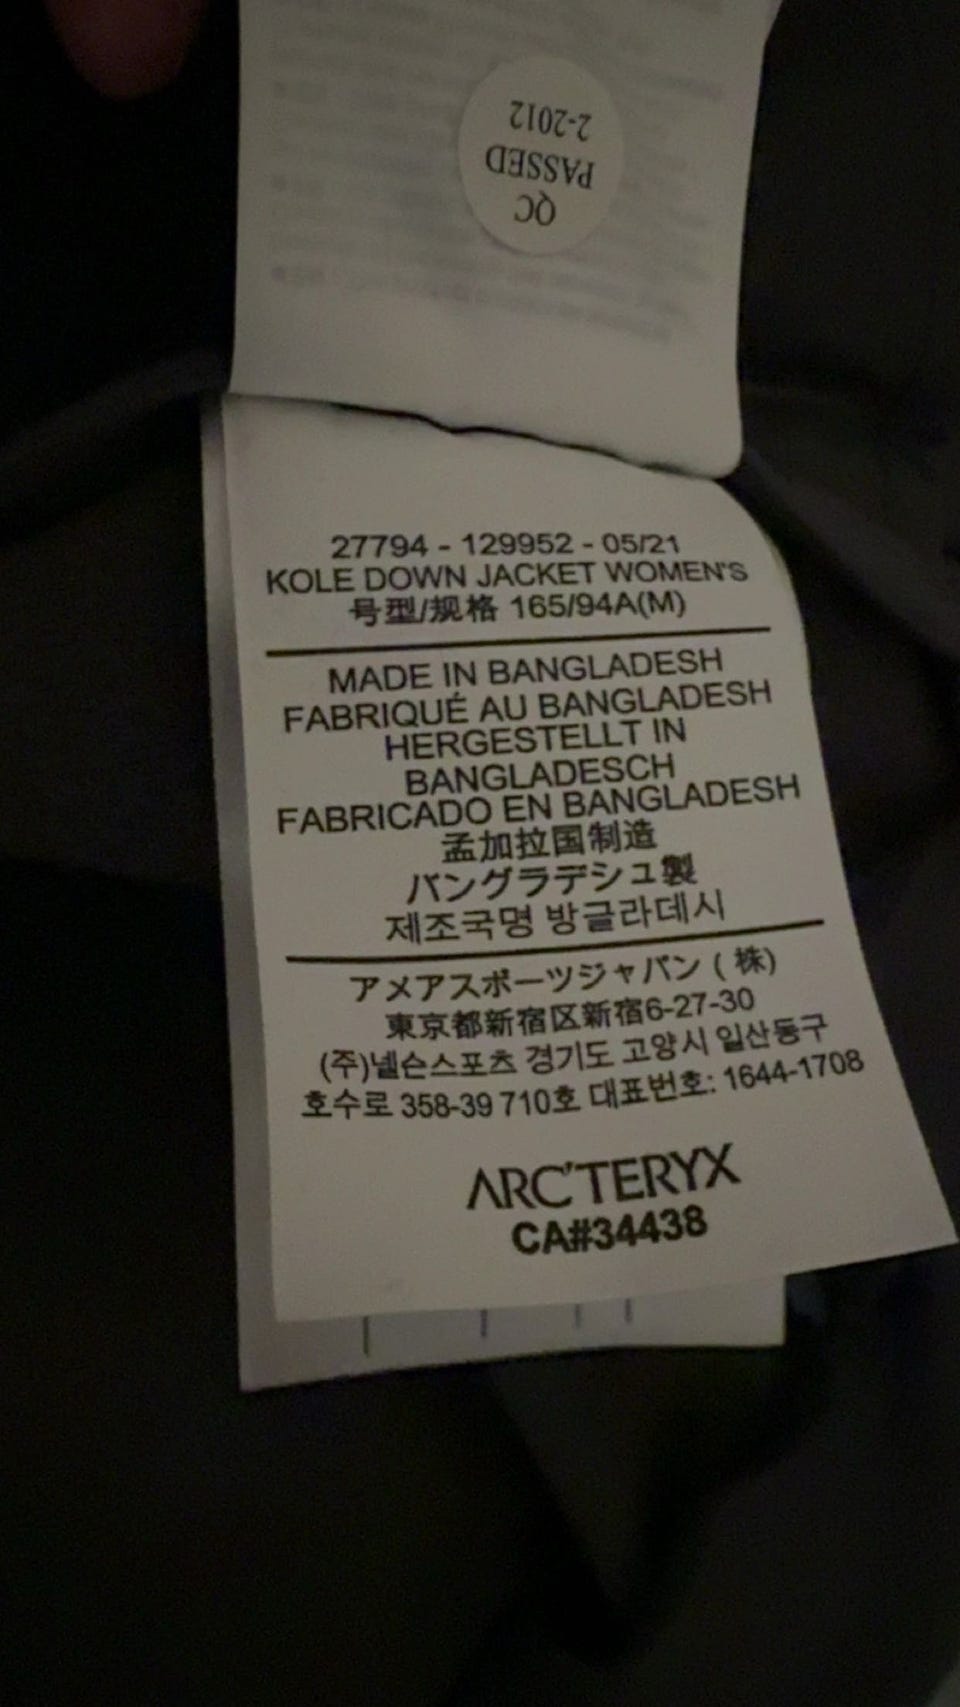 QC
PASSED
2-2012
27794 - 129952 - 05/21
KOLE DOWN JACKET WOMEN'S
号型/规格 165/94A(M)
MADE IN BANGLADESH
FABRIQUÉ AU BANGLADESH
HERGESTELLT IN
BANGLADESCH
FABRICADO EN BANGLADESH
孟加拉国制造
バングラデシュ製
제조국명 방글라데시
アメアスポーツジャパン ( 株)
東京都新宿区新宿6-27-30
(주)넬슨스포츠 경기도 고양시 일산동구
호수로 358-39 710호 대표번호: 1644-1708
ARC'TERYX
CA#34438